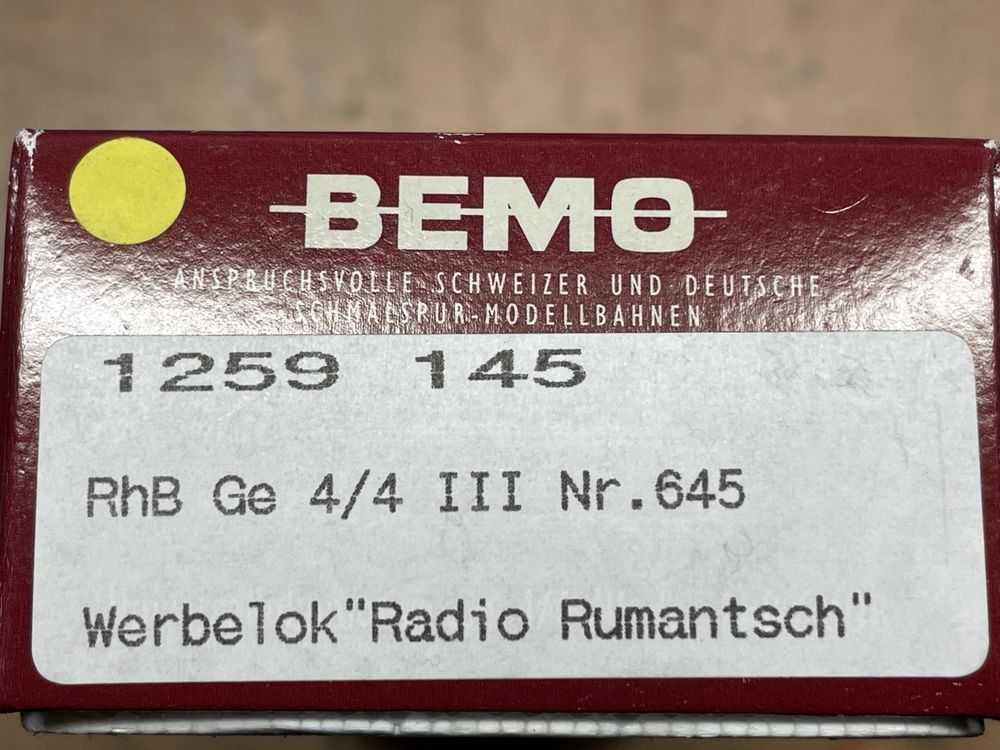 BEMO
ANSPRUCHSVOLLE SCHWEIZER UND DEUTSCHE
SCHMALSPUR-MODELLBAHNEN
1259 145
RhB Ge 4/4 III Nr.645
Werbelok"Radio Rumantsch"